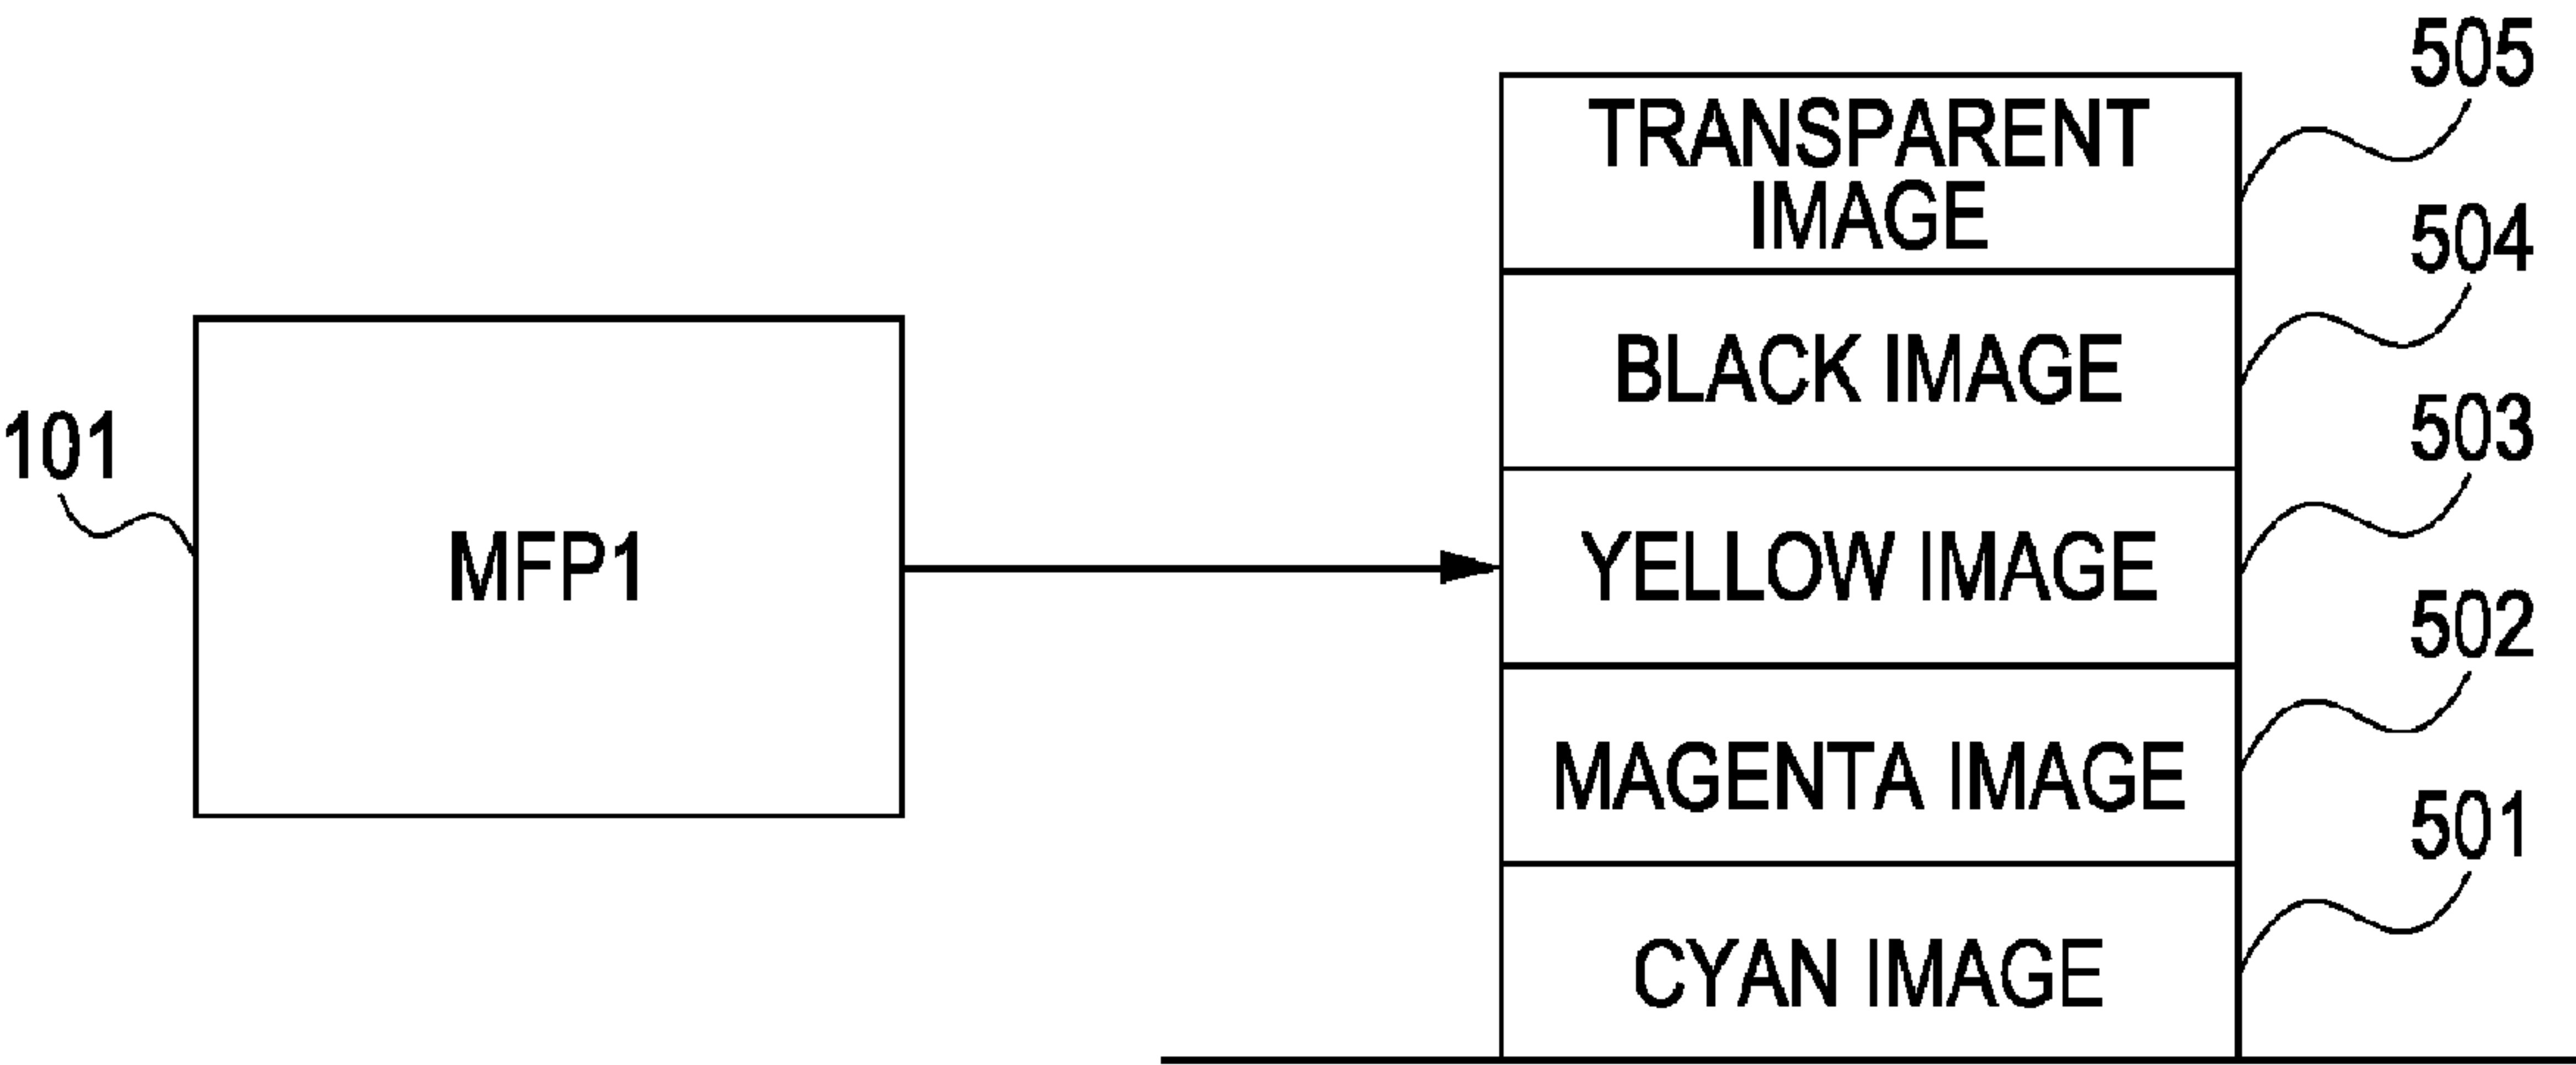 505
TRANSPARENT
IMAGE
504
BLACK IMAGE
101
503
MFP1
YELLOW IMAGE
502
MAGENTA IMAGE
501
CYAN IMAGE